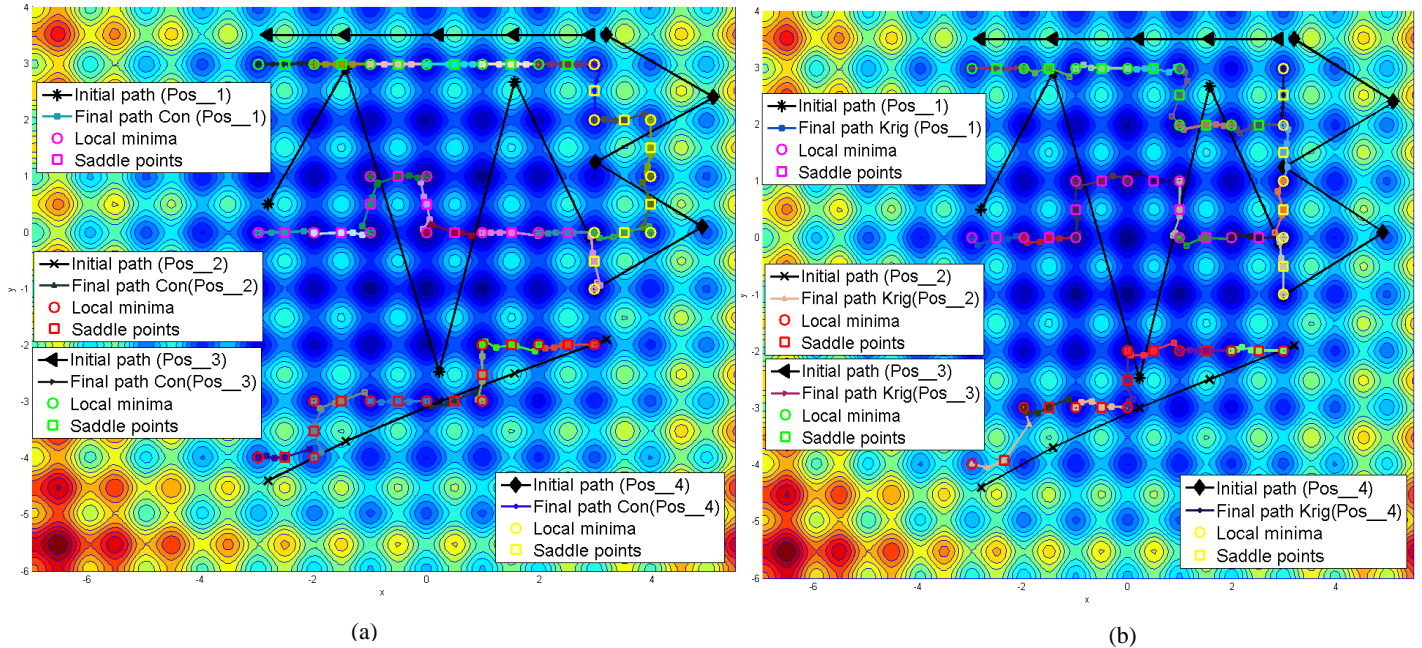 4
3
2
1
0
-1
-2
-3
-4
-5
-6
y
-6
-4
-2
0
2
4
x
Initial path (Pos__1)
Final path Con (Pos__1)
Local minima
Saddle points
Initial path (Pos__2)
Final path Con(Pos__2)
Local minima
Saddle points
Initial path (Pos__3)
Final path Con(Pos__3)
Local minima
Saddle points
Initial path (Pos__4)
Final path Con(Pos__4)
Local minima
Saddle points
(a)
4
3
2
1
0
-1
-2
-3
-4
-5
-6
y
-6
-4
-2
0
2
4
x
Initial path (Pos__1)
Final path Krig (Pos__1)
Local minima
Saddle points
Initial path (Pos__2)
Final path Krig(Pos__2)
Local minima
Saddle points
Initial path (Pos__3)
Final path Krig(Pos__3)
Local minima
Saddle points
Initial path (Pos__4)
Final path Krig(Pos__4)
Local minima
Saddle points
(b)